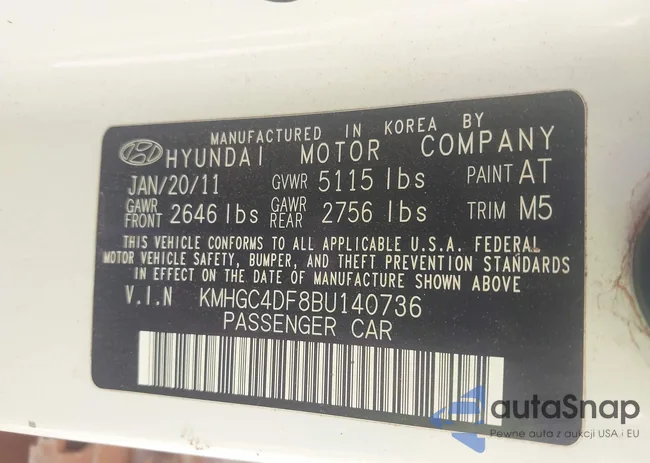 MANUFACTURED IN KOREA BY
HYUNDAI MOTOR COMPANY
JAN/20/11 GVWR 5115 lbs PAINT AT
GAWR FRONT 2646 lbs GAWR REAR 2756 lbs TRIM M5
THIS VEHICLE CONFORMS TO ALL APPLICABLE U.S.A. FEDERAL
MOTOR VEHICLE SAFETY, BUMPER, AND THEFT PREVENTION STANDARDS
IN EFFECT ON THE DATE OF MANUFACTURE SHOWN ABOVE
V.I.N KMHGC4DF8BU140736
PASSENGER CAR
autaSnap
Pewne auta z aukcji USA i EU